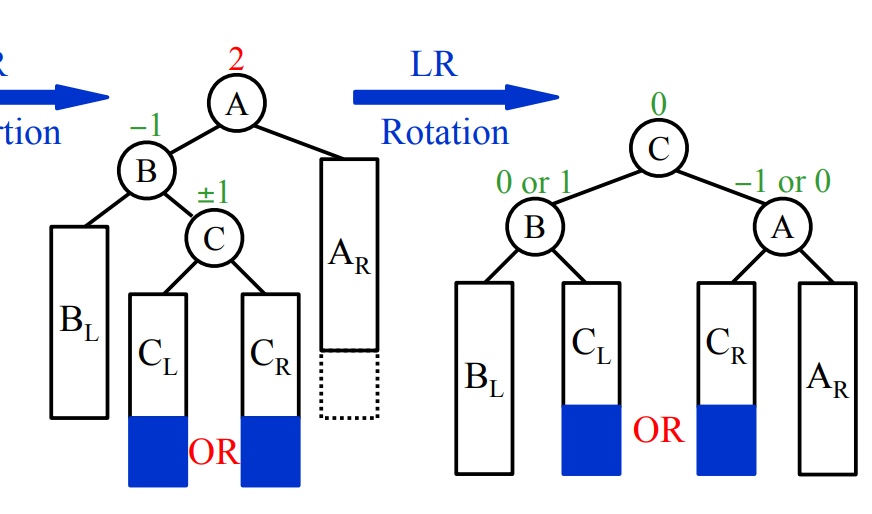 R
rtion
2
A
−1
B
±1
C
B_L
C_L
C_R
A_R
OR
LR
Rotation
0
C
0 or 1
B
−1 or 0
A
B_L
C_L
C_R
A_R
OR